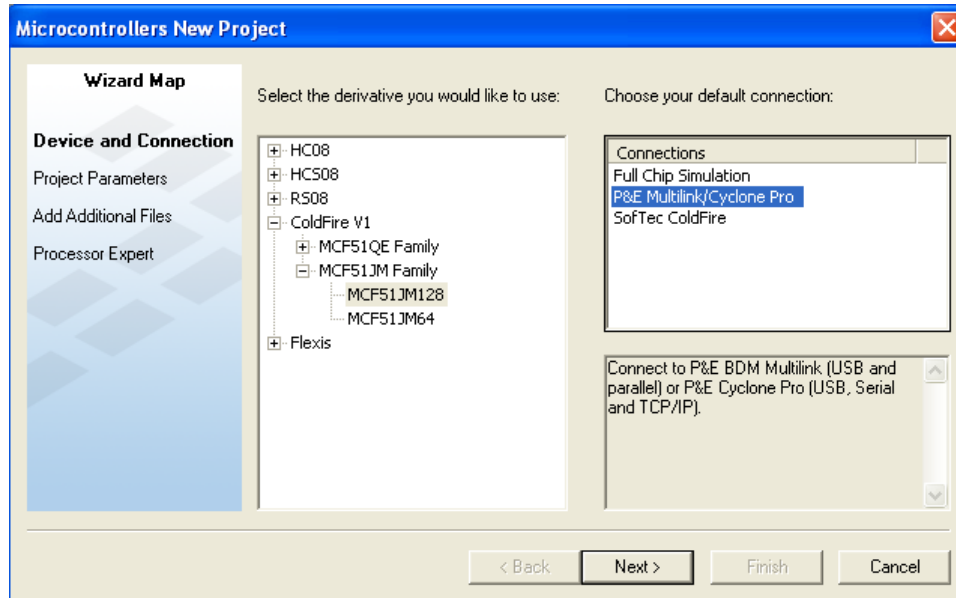 Microcontrollers New Project
Wizard Map
Device and Connection
Project Parameters
Add Additional Files
Processor Expert
Select the derivative you would like to use:
HC08
HCS08
RS08
ColdFire V1
MCF51QE Family
MCF51JM Family
MCF51JM128
MCF51JM64
Flexis
Choose your default connection:
Connections
Full Chip Simulation
P&E Multilink/Cyclone Pro
SofTec ColdFire
Connect to P&E BDM Multilink (USB and
parallel) or P&E Cyclone Pro (USB, Serial
and TCP/IP).
< Back
Next >
Finish
Cancel